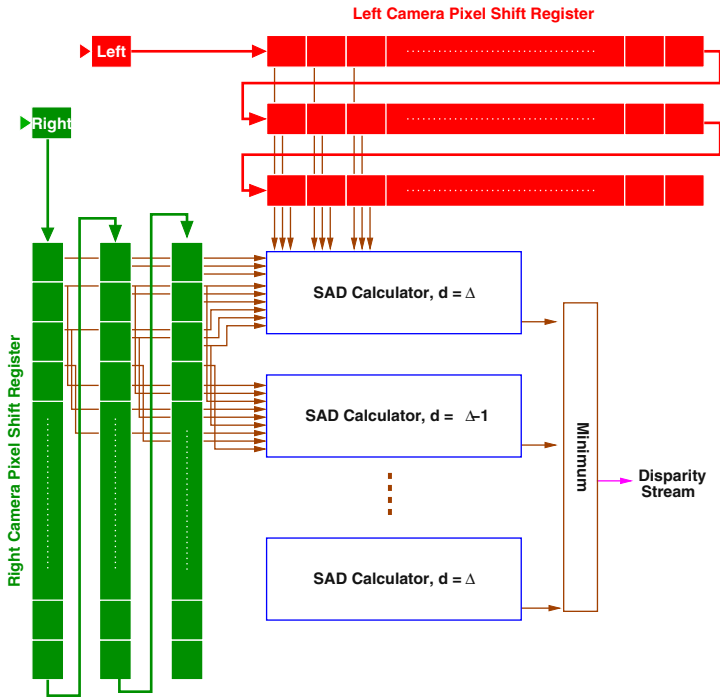 Left Camera Pixel Shift Register
Left
Right
Right Camera Pixel Shift Register
SAD Calculator, d = Δ
SAD Calculator, d = Δ-1
SAD Calculator, d = Δ
Minimum
Disparity
Stream